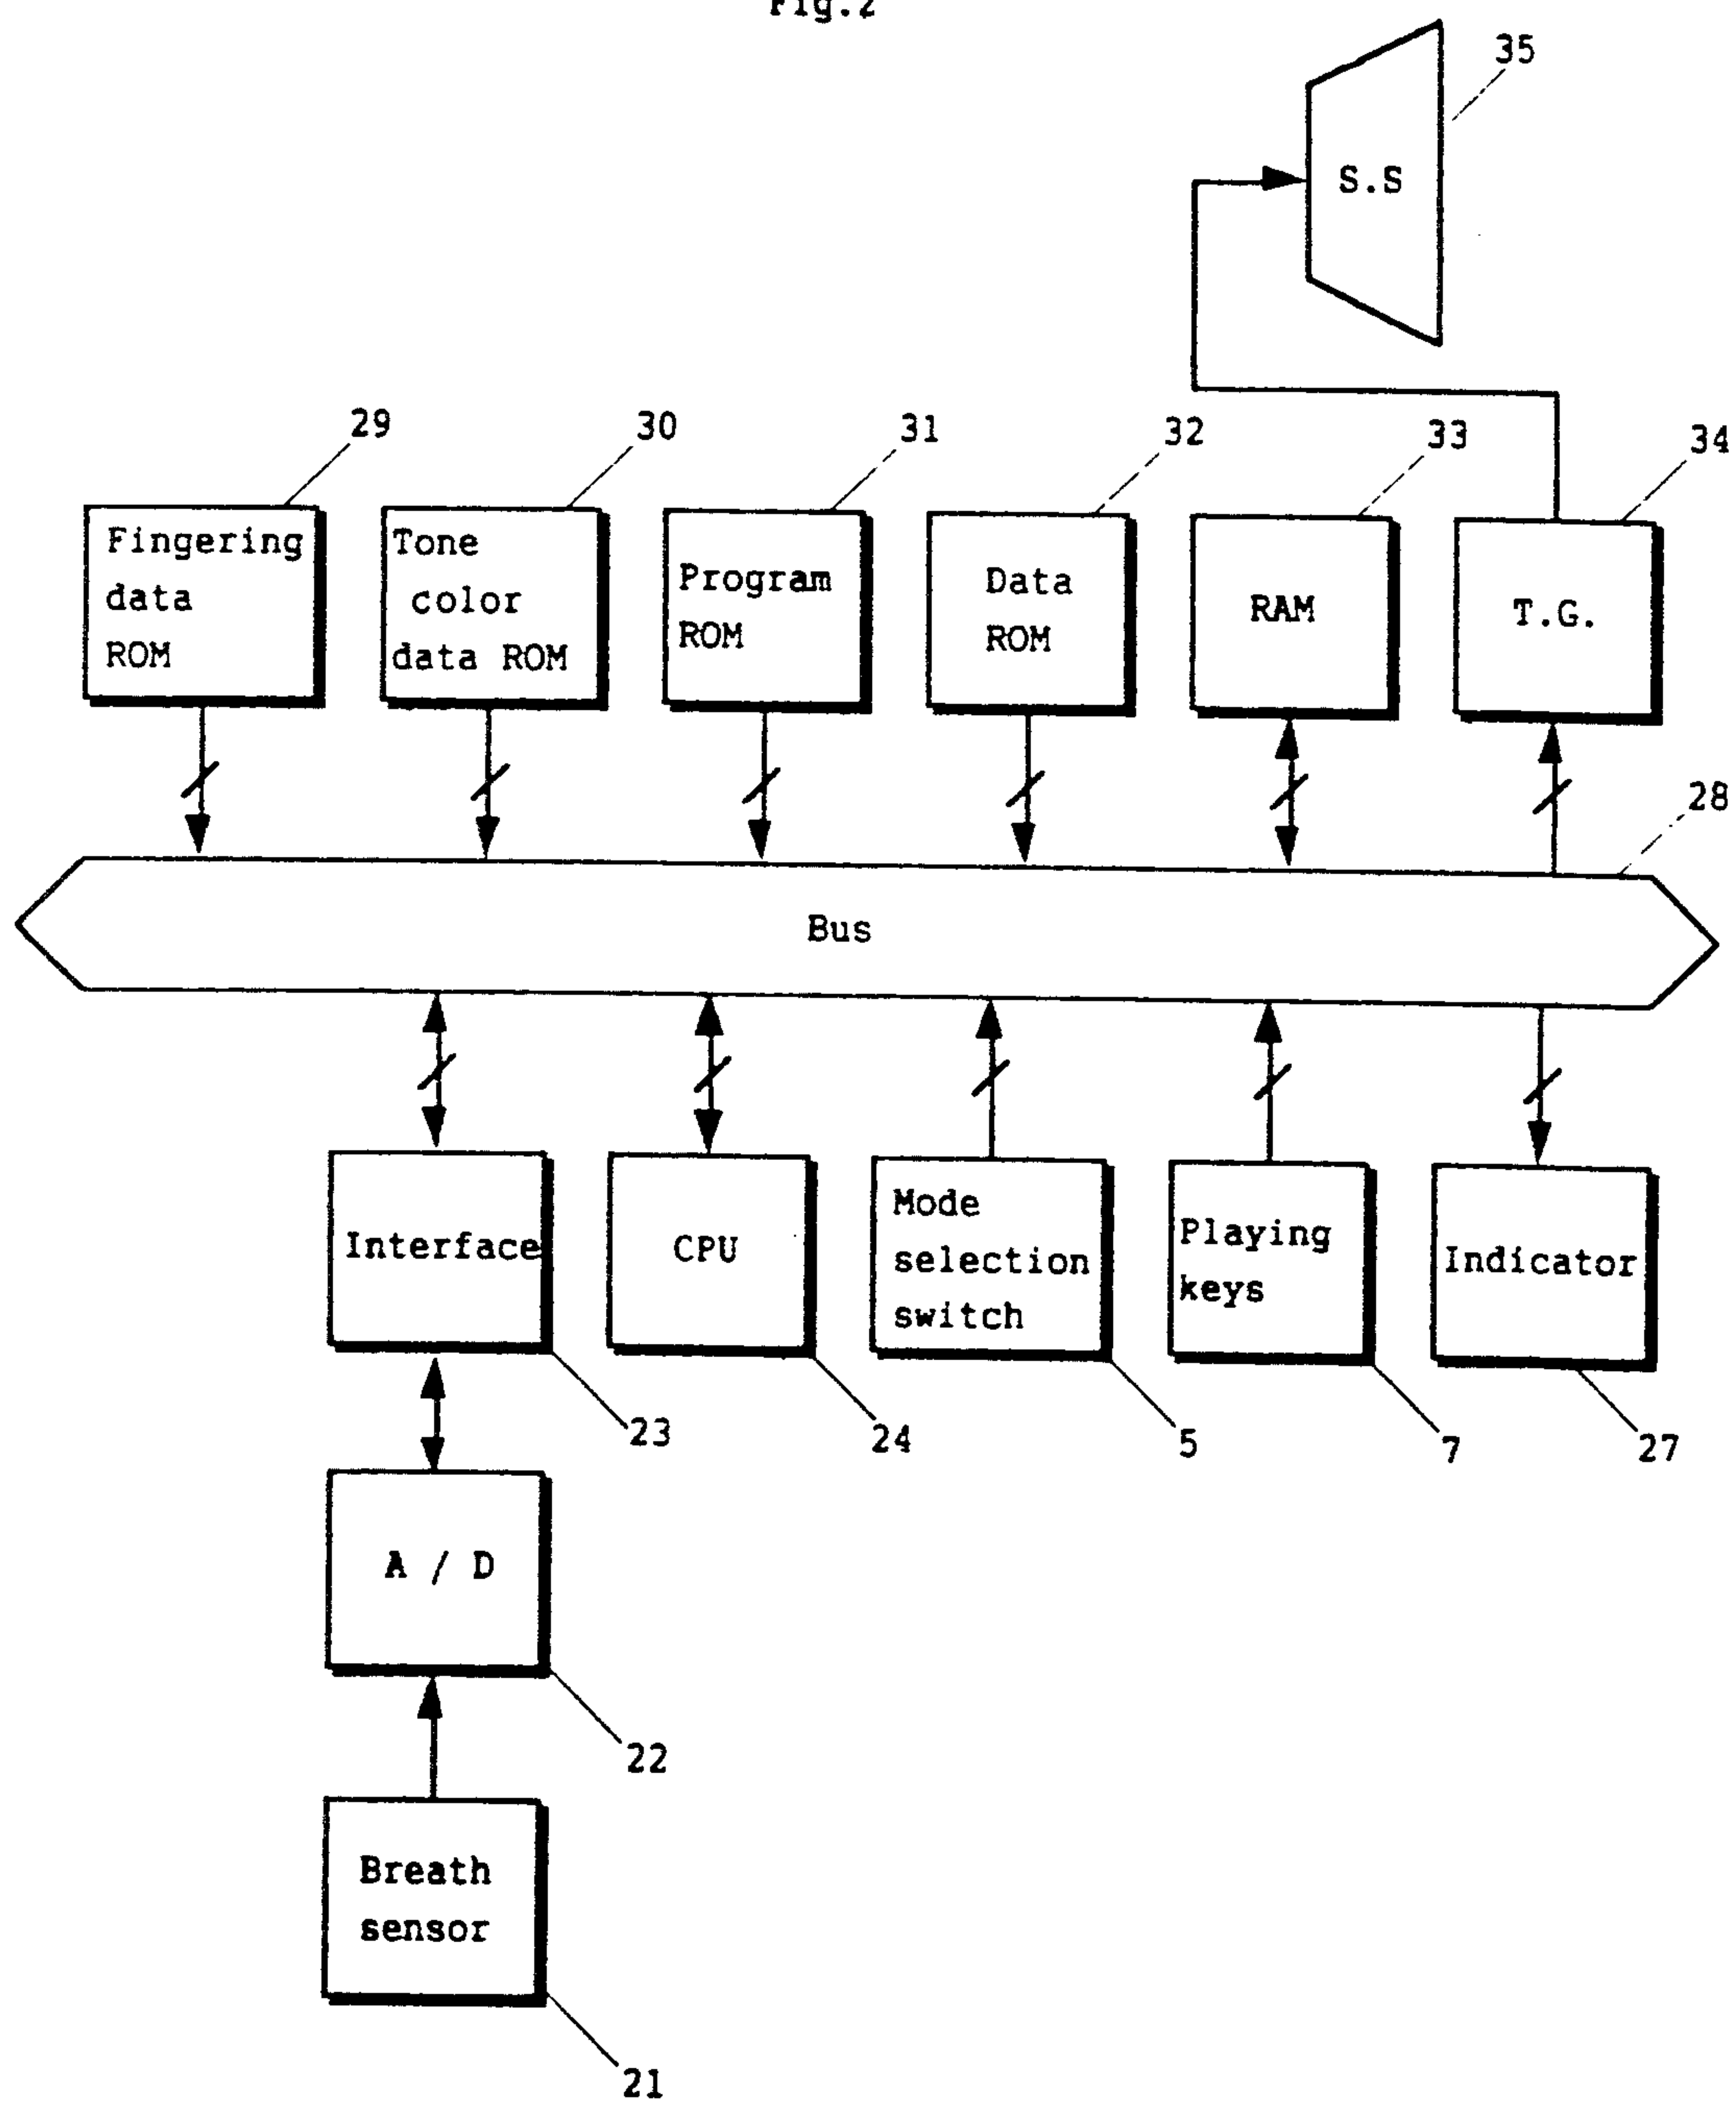 Fig.2
35
S.S
29
30
31
32
33
34
Fingering
data
ROM
Tone
color
data ROM
Program
ROM
Data
ROM
RAM
T.G.
28
Bus
Interface
CPU
Mode
selection
switch
Playing
keys
Indicator
23
24
5
7
27
A / D
22
Breath
sensor
21